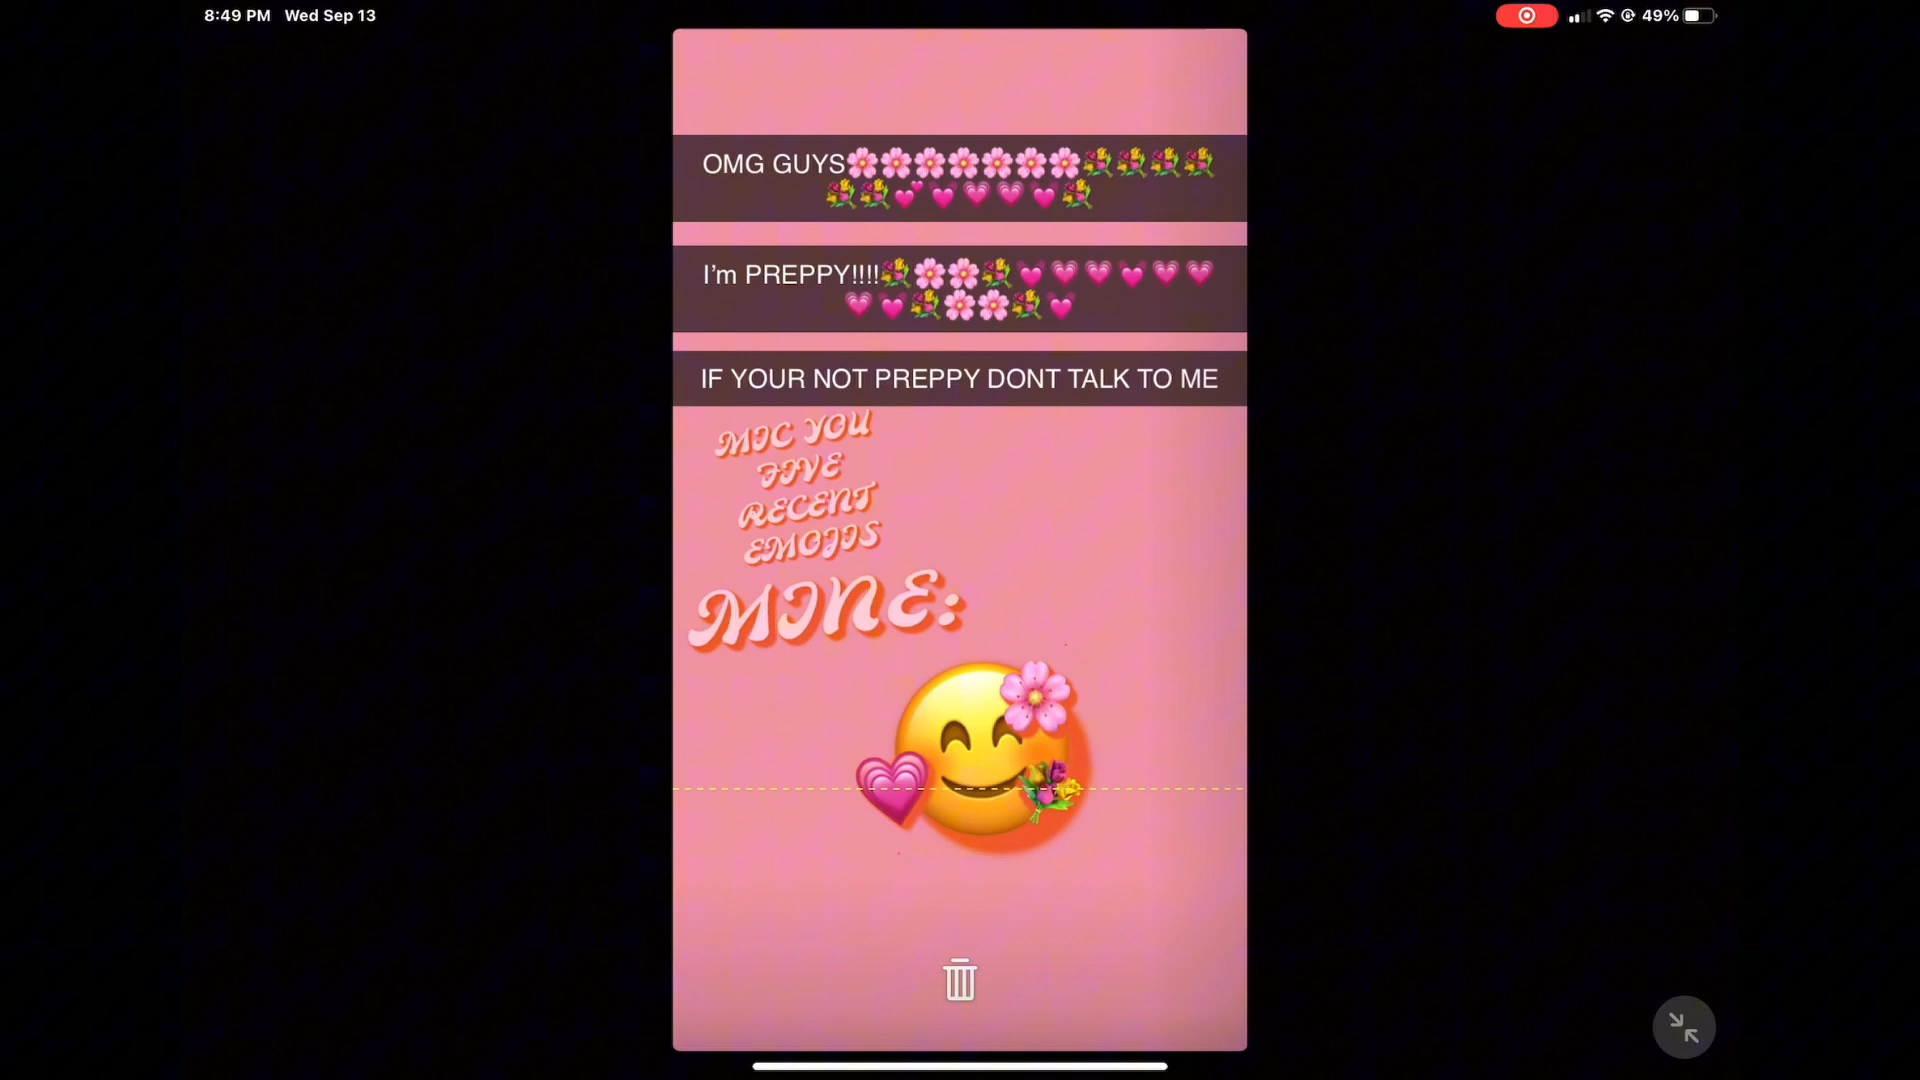 8:49 PM Wed Sep 13
49%
OMG GUYS🌸🌸🌸🌸🌸🌸🌸💐💐💐💐
💐💐💕💓💗💗💓💐
I’m PREPPY!!!!💐🌸🌸💐💓💗💗💓💗💗
💗💓💐🌸🌸💐💓
IF YOUR NOT PREPPY DONT TALK TO ME
MIC YOU
FIVE
RECENT
EMOJIS
MINE: